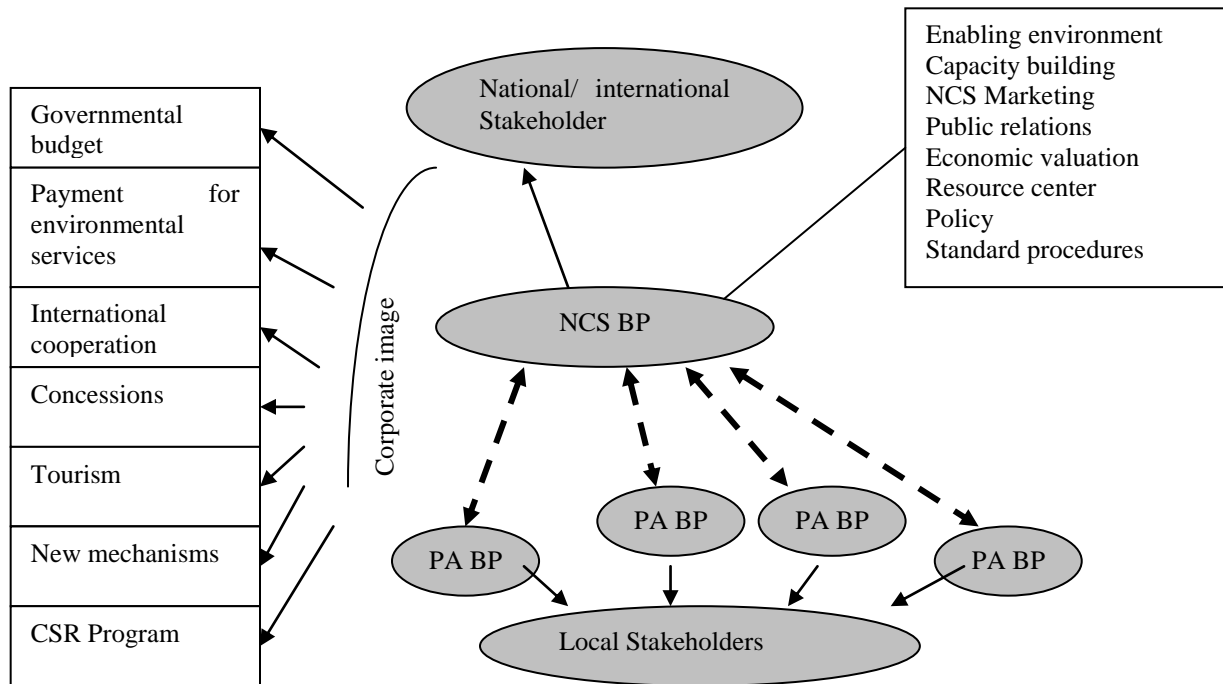 Governmental
budget
Payment for
environmental
services
International
cooperation
Concessions
Tourism
New mechanisms
CSR Program
Corporate image
National/ international
Stakeholder
NCS BP
PA BP
PA BP
PA BP
PA BP
Local Stakeholders
Enabling environment
Capacity building
NCS Marketing
Public relations
Economic valuation
Resource center
Policy
Standard procedures